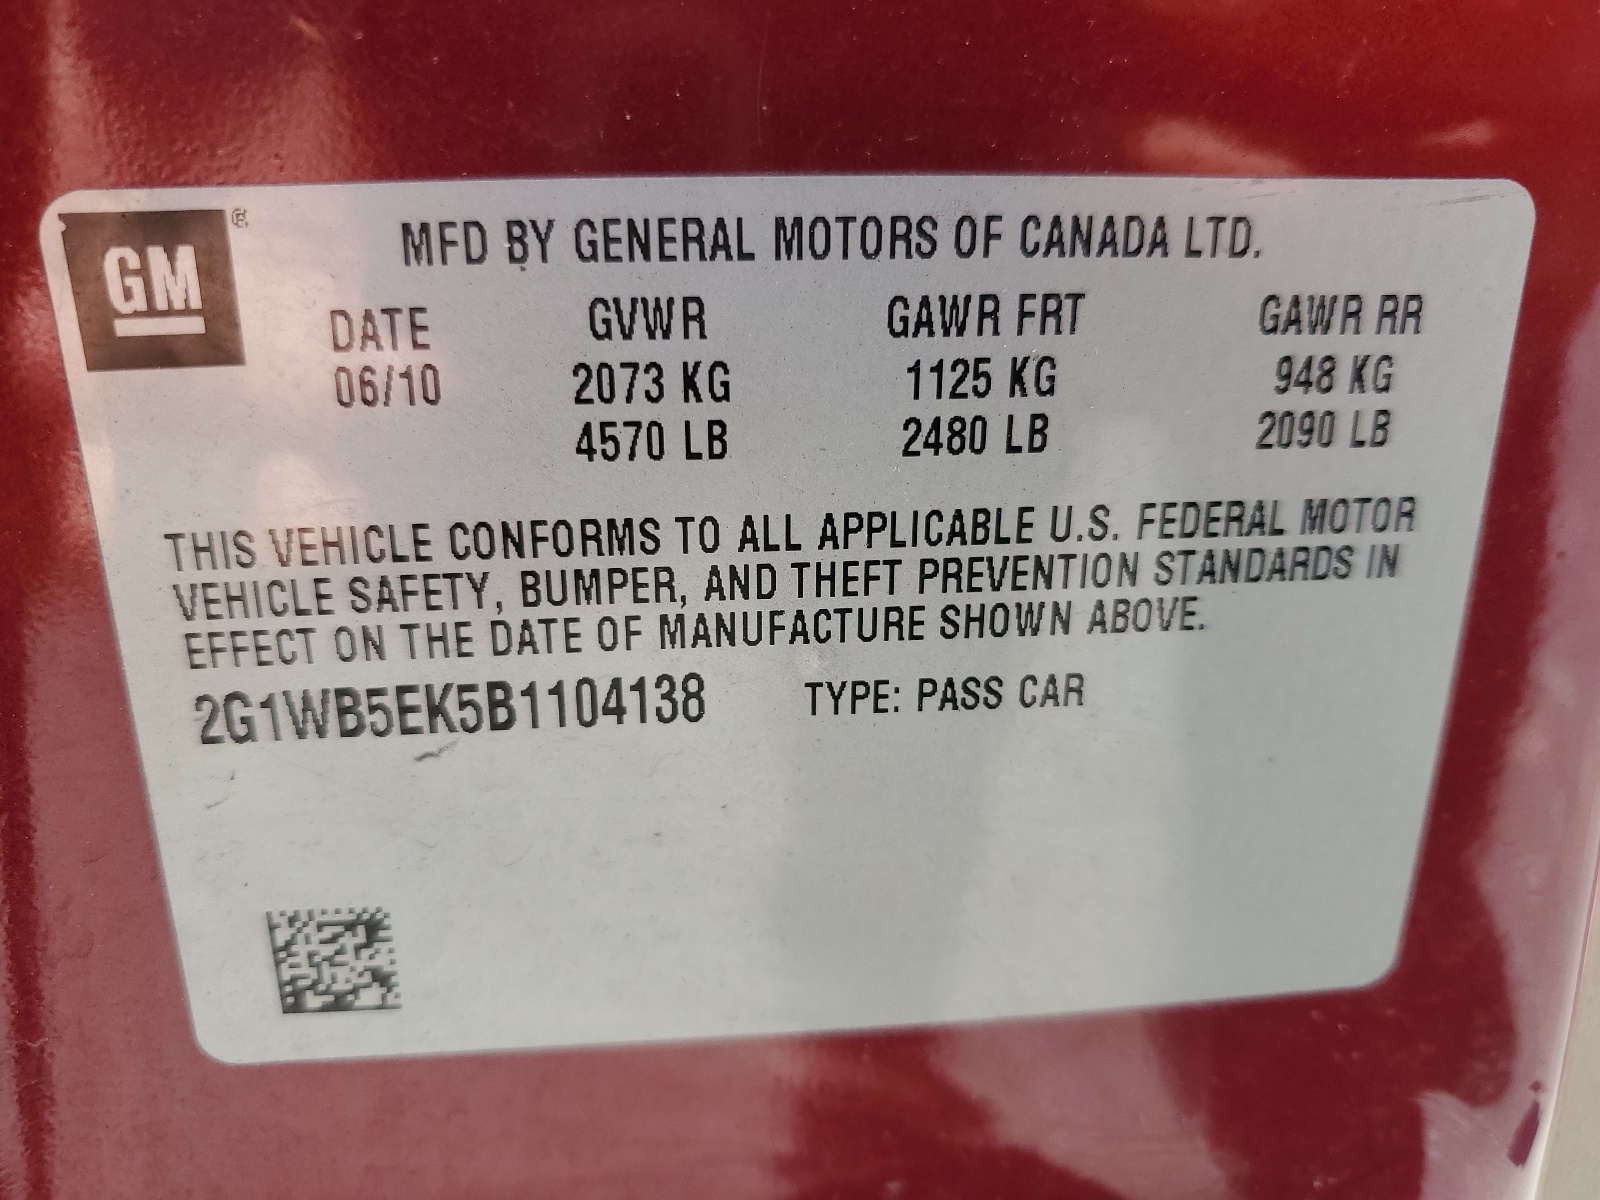 GM ®
MFD BY GENERAL MOTORS OF CANADA LTD.
DATE GVWR GAWR FRT GAWR RR
06/10 2073 KG 1125 KG 948 KG
4570 LB 2480 LB 2090 LB
THIS VEHICLE CONFORMS TO ALL APPLICABLE U.S. FEDERAL MOTOR
VEHICLE SAFETY, BUMPER, AND THEFT PREVENTION STANDARDS IN
EFFECT ON THE DATE OF MANUFACTURE SHOWN ABOVE.
2G1WB5EK5B1104138 TYPE: PASS CAR